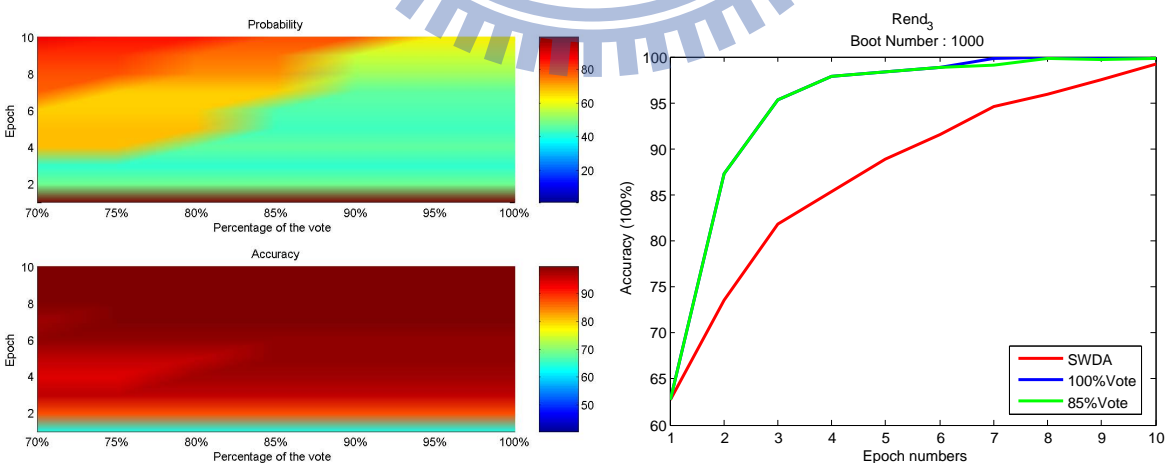 Probability
10
8
6
4
2
Epoch
70% 75% 80% 85% 90% 95% 100%
Percentage of the vote
80
60
40
20
Accuracy
10
8
6
4
2
Epoch
70% 75% 80% 85% 90% 95% 100%
Percentage of the vote
90
80
70
60
50
Rend3
Boot Number : 1000
100
95
90
85
80
75
70
65
60
Accuracy (100%)
SWDA
100%Vote
85%Vote
1 2 3 4 5 6 7 8 9 10
Epoch numbers